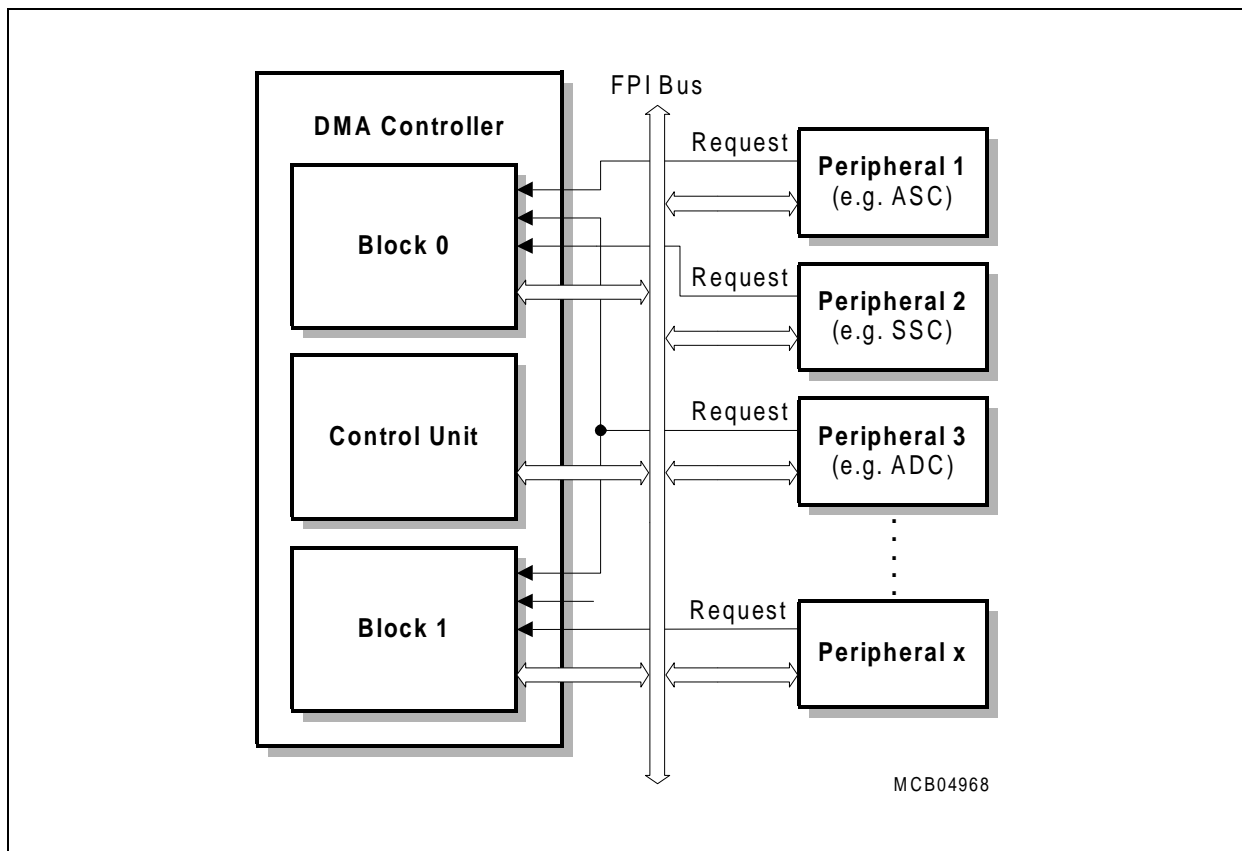 FPI Bus
DMA Controller
Block 0
Control Unit
Block 1
Request
Peripheral 1
(e.g. ASC)
Request
Peripheral 2
(e.g. SSC)
Request
Peripheral 3
(e.g. ADC)
Request
Peripheral x
MCB04968